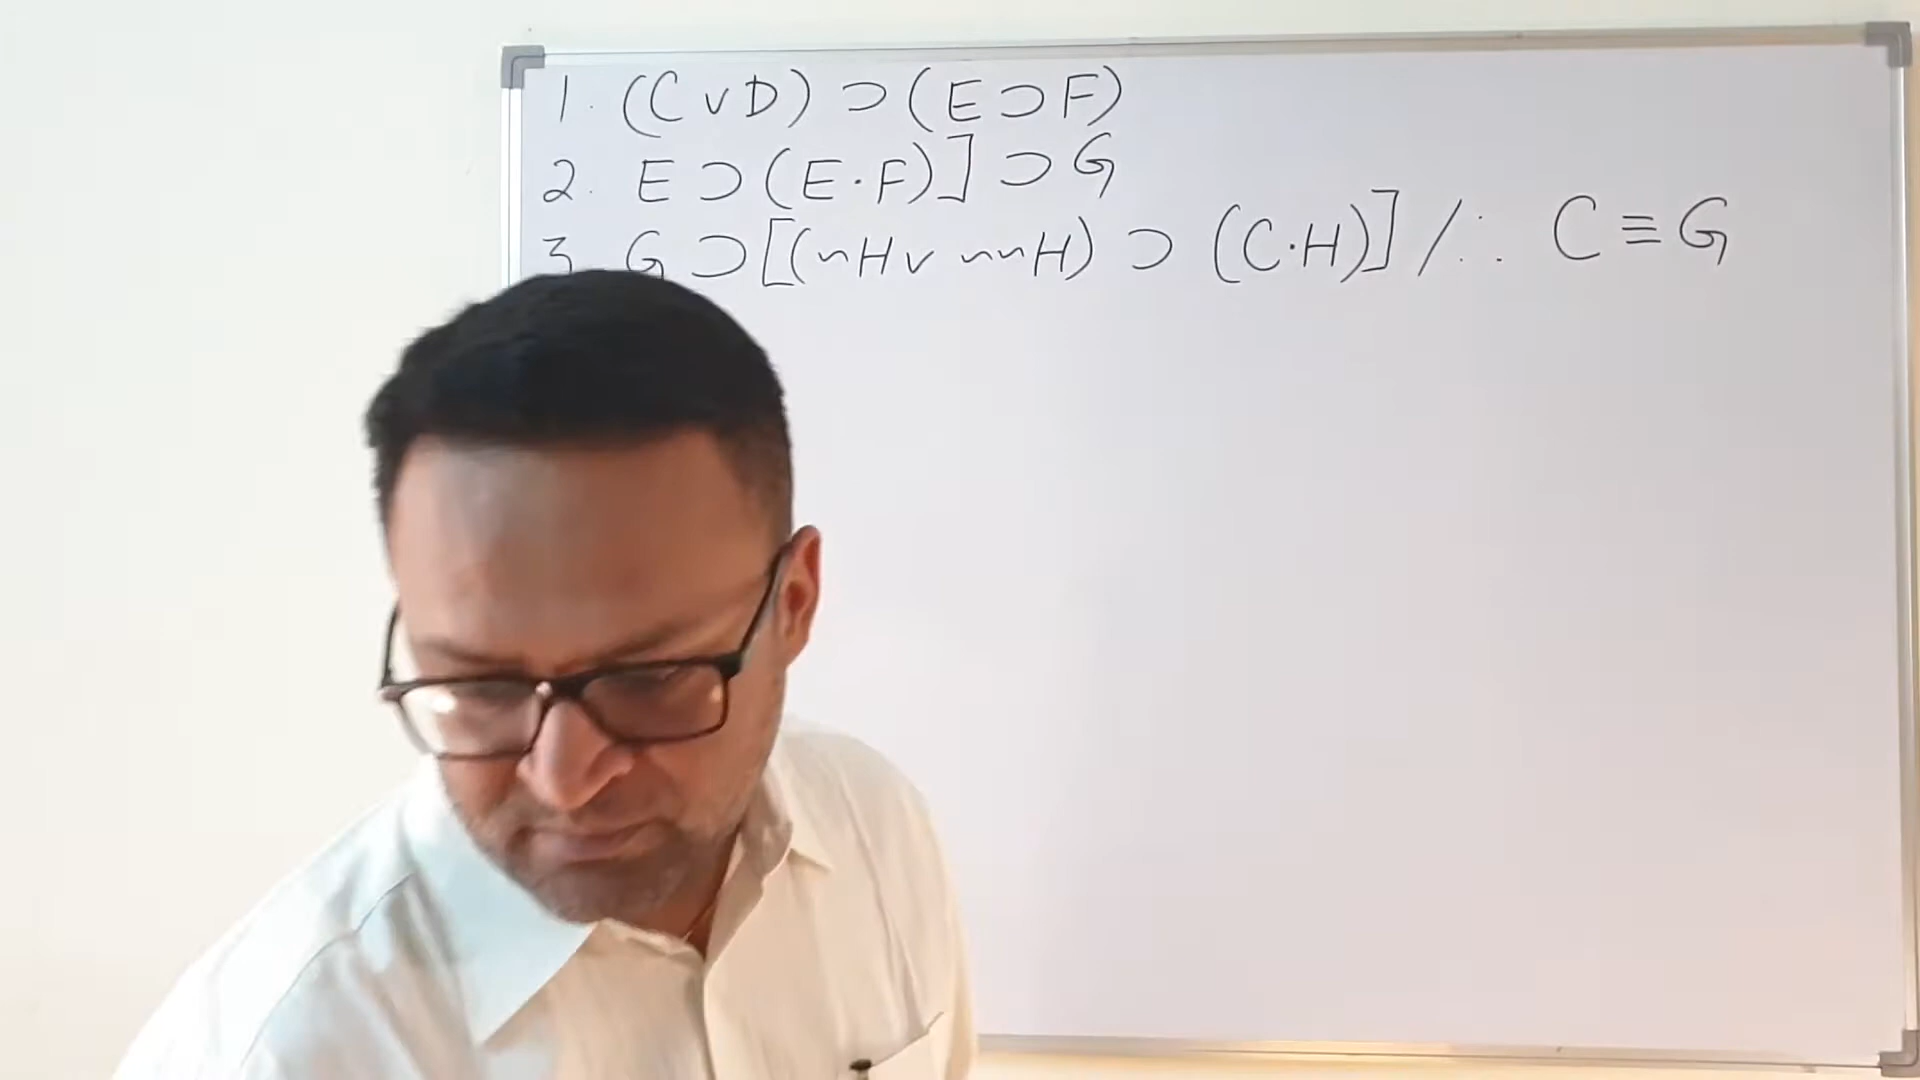 1. (C v D) ⊃ (E ⊃ F)
2. E ⊃ (E · F)] ⊃ G
3. G ⊃ [(~H v ~~H) ⊃ (C · H)] / ∴ C ≡ G